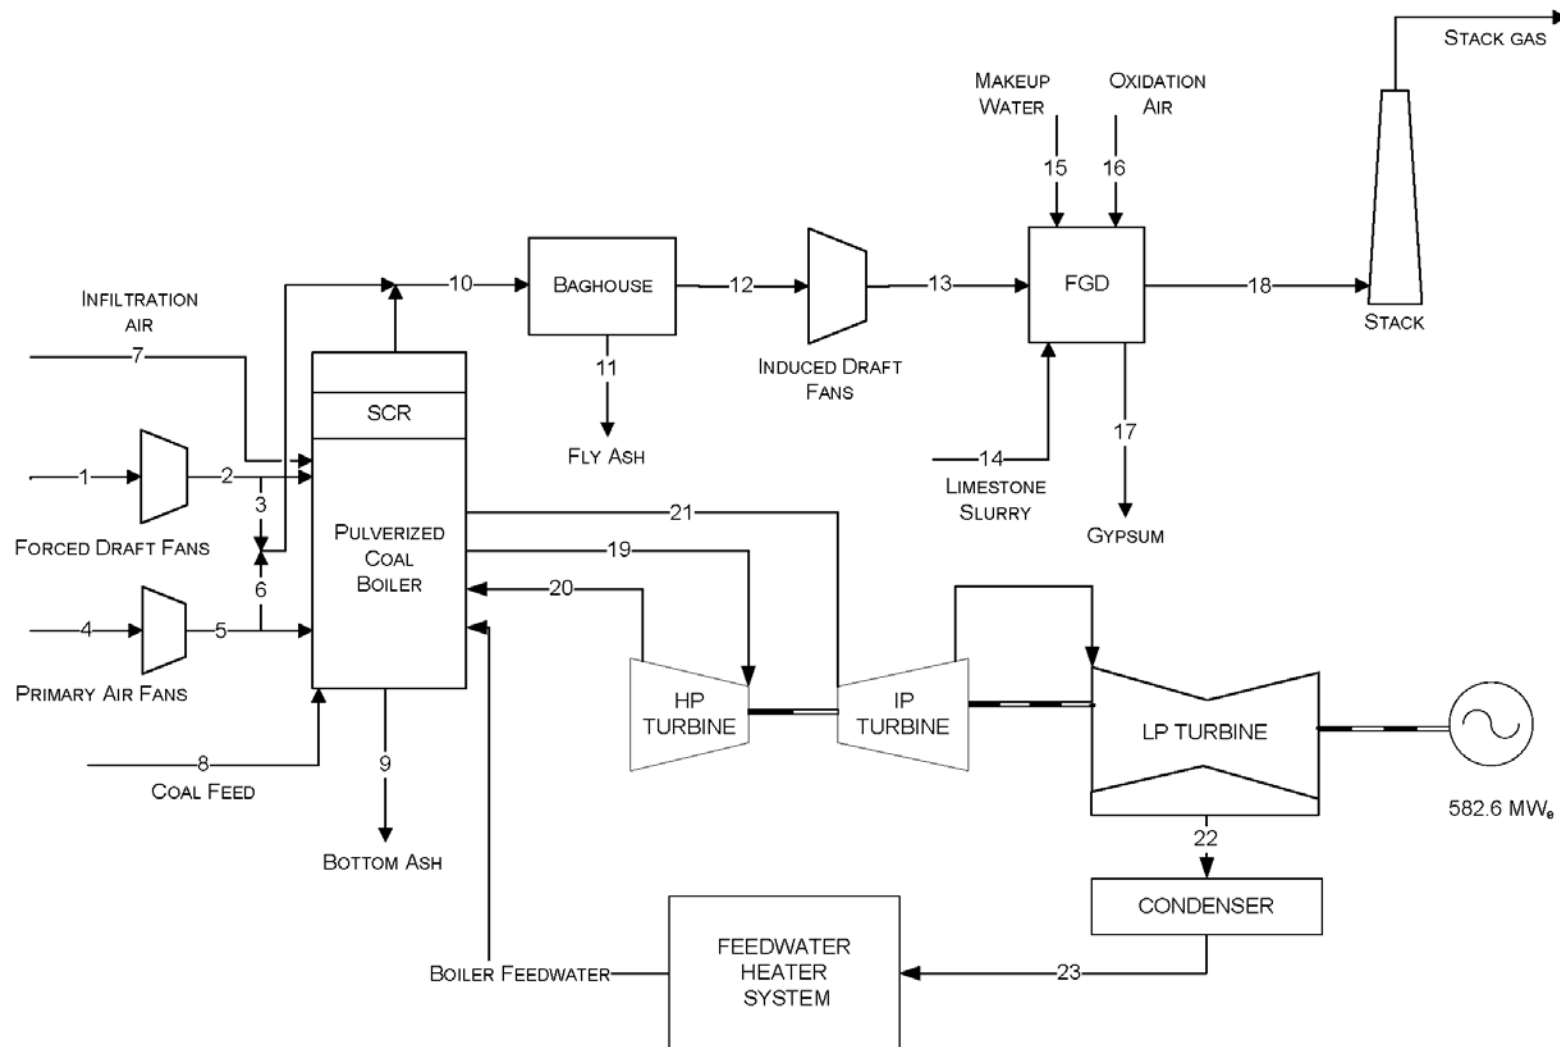 STACK GAS
MAKEUP
WATER
OXIDATION
AIR
15
16
INFILTRATION
AIR
7
10
BAGHOUSE
12
13
FGD
18
STACK
11
INDUCED DRAFT
FANS
SCR
FLY ASH
14
LIMESTONE
SLURRY
17
GYPSUM
1
2
3
FORCED DRAFT FANS
6
4
5
PRIMARY AIR FANS
PULVERIZED
COAL
BOILER
21
19
20
8
COAL FEED
9
BOTTOM ASH
HP
TURBINE
IP
TURBINE
LP TURBINE
582.6 MWe
22
CONDENSER
FEEDWATER
HEATER
SYSTEM
BOILER FEEDWATER
23